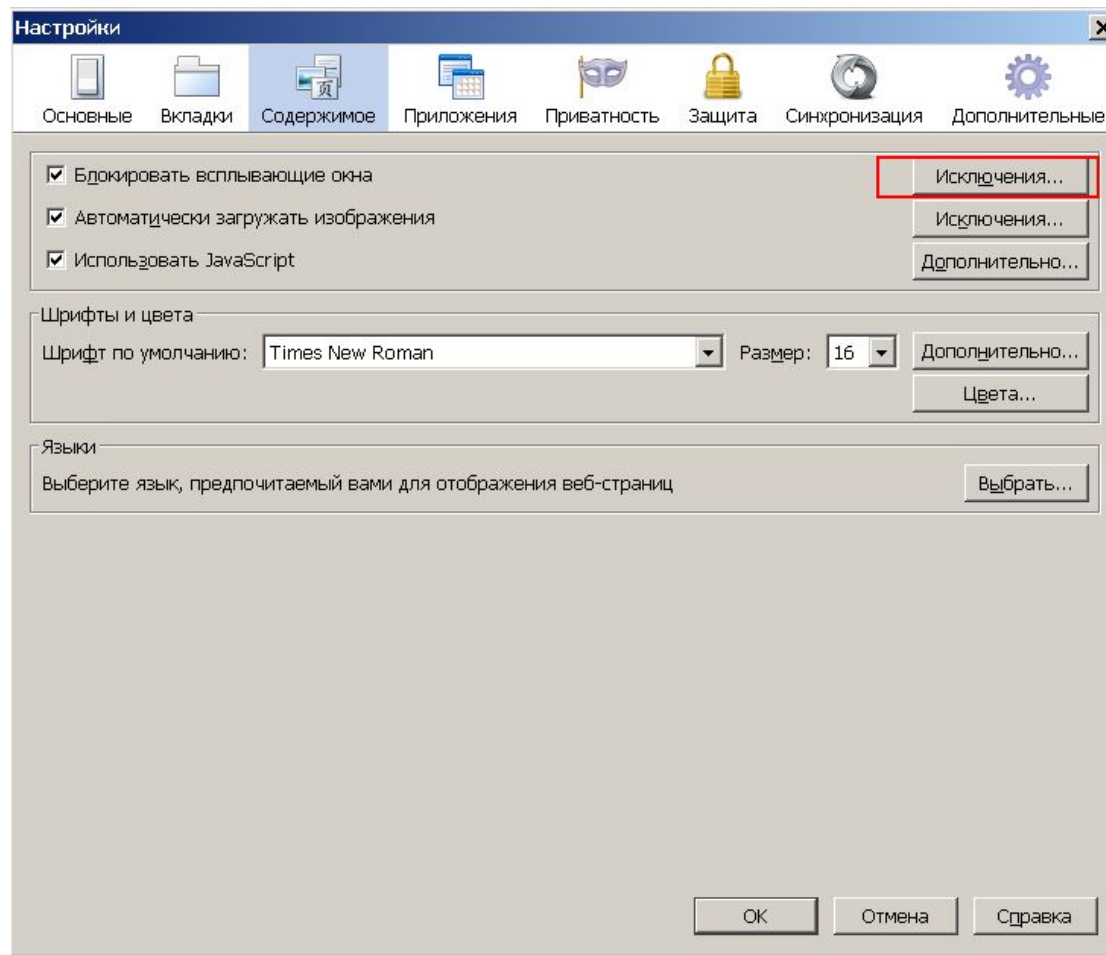 Настройки
Основные Вкладки Содержимое Приложения Приватность Защита Синхронизация Дополнительные
Блокировать всплывающие окна Исключения...
Автоматически загружать изображения Исключения...
Использовать JavaScript Дополнительно...
Шрифты и цвета
Шрифт по умолчанию: Times New Roman Размер: 16 Дополнительно...
Цвета...
Языки
Выберите язык, предпочитаемый вами для отображения веб-страниц Выбрать...
OK Отмена Справка